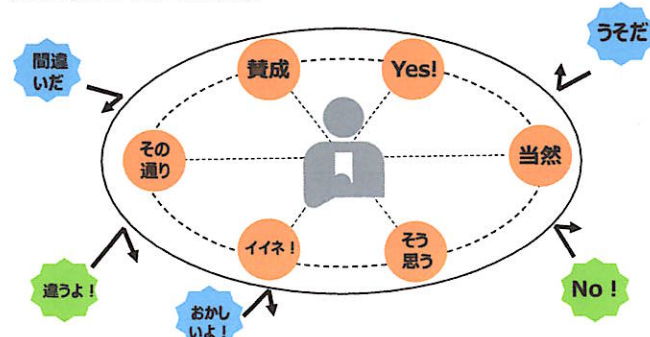 うそだ
間違
いだ
賛成
Yes!
その
通り
当然
イイネ！
そう
思う
違うよ！
No！
おかし
いよ！